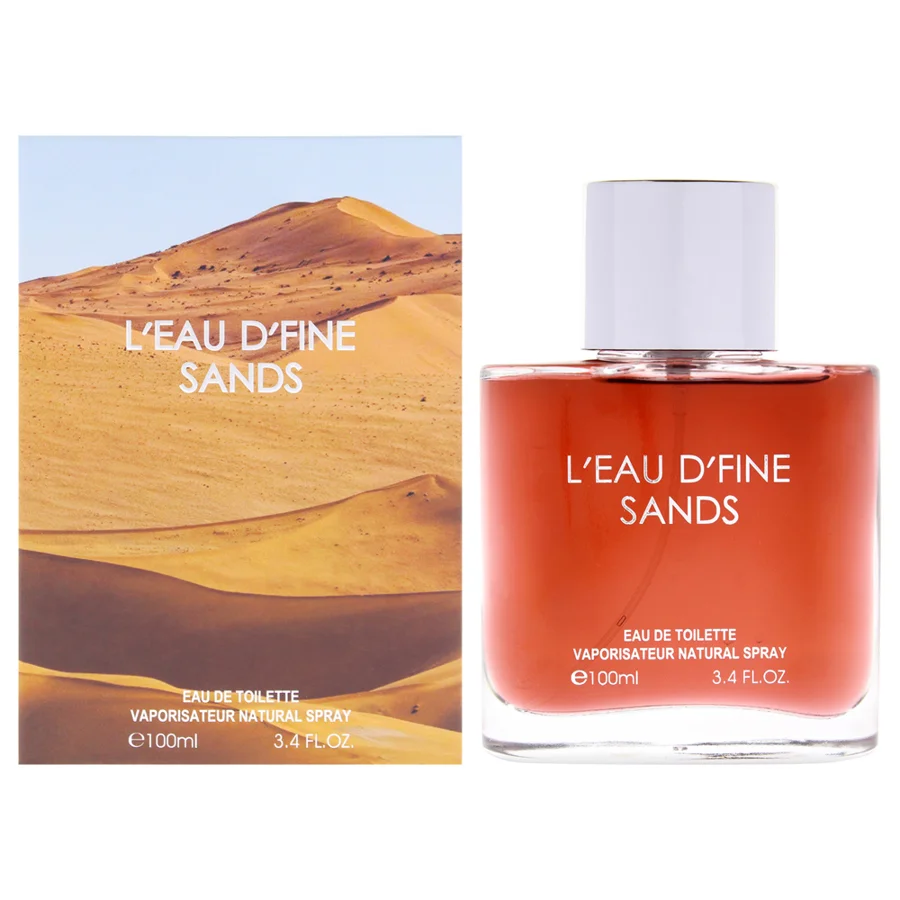 L'EAU D'FINE
SANDS
EAU DE TOILETTE
VAPORISATEUR NATURAL SPRAY
℮100ml 3.4 FL.OZ.
L'EAU D'FINE
SANDS
EAU DE TOILETTE
VAPORISATEUR NATURAL SPRAY
℮100ml 3.4 FL.OZ.